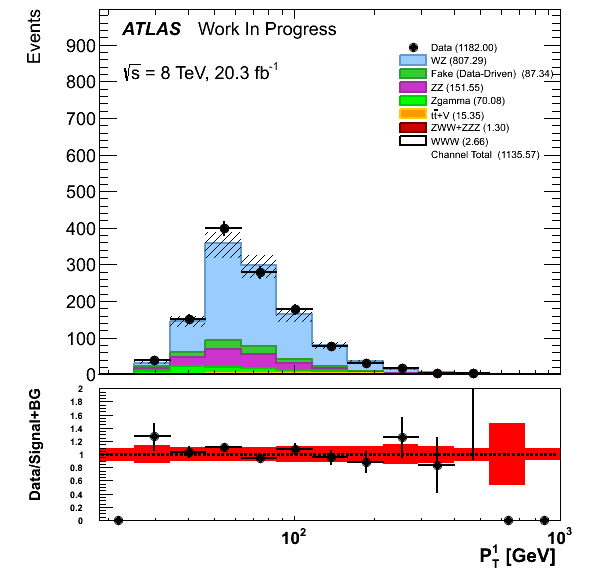 ATLAS Work In Progress
√s = 8 TeV, 20.3 fb⁻¹
Events
900
800
700
600
500
400
300
200
100
0
Data (1182.00)
WZ (807.29)
Fake (Data-Driven) (87.34)
ZZ (151.55)
Zgamma (70.08)
tt̄+V (15.35)
ZWW+ZZZ (1.30)
WWW (2.66)
Channel Total (1135.57)
Data/Signal+BG
2
1.8
1.6
1.4
1.2
1
0.8
0.6
0.4
0.2
0
10²
10³
P¹_T [GeV]